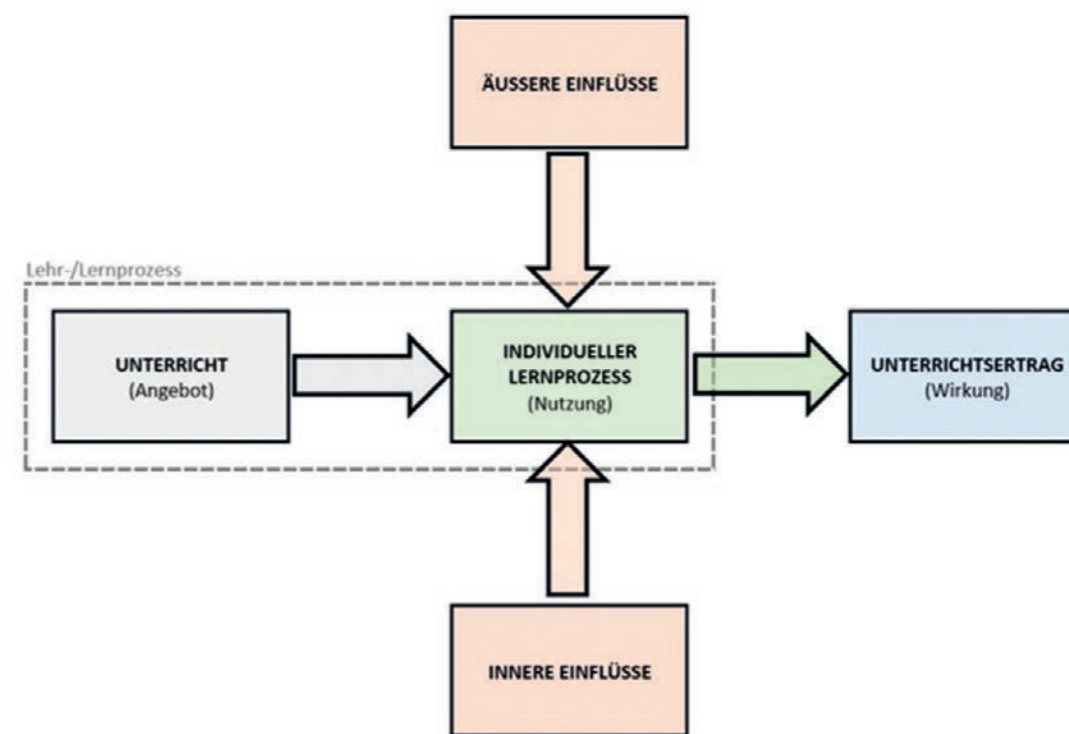 ÄUSSERE EINFLÜSSE
Lehr-/Lernprozess
UNTERRICHT
(Angebot)
INDIVIDUELLER
LERNPROZESS
(Nutzung)
UNTERRICHTSERTRAG
(Wirkung)
INNERE EINFLÜSSE